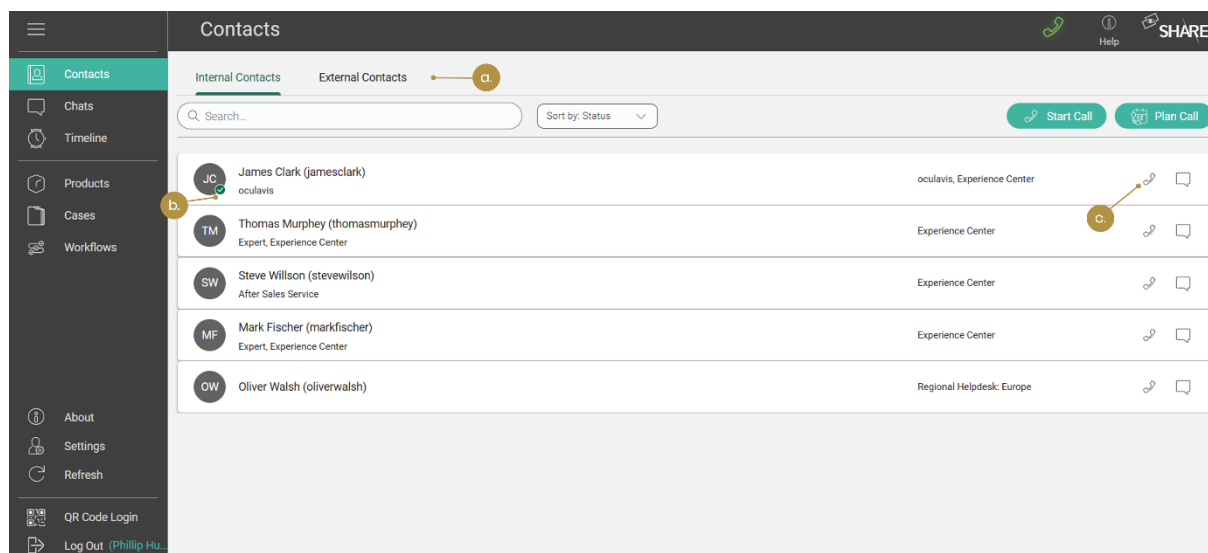 Contacts
Help
SHARE
Contacts
Chats
Timeline
Products
Cases
Workflows
About
Settings
Refresh
QR Code Login
Log Out (Phillip Hu...
Internal Contacts External Contacts a.
Search... Sort by: Status Start Call Plan Call
JC James Clark (jamesclark)
oculavis oculavis, Experience Center
b. c.
TM Thomas Murphey (thomasmurphey)
Expert, Experience Center Experience Center
SW Steve Willson (stevewilson)
After Sales Service Experience Center
MF Mark Fischer (markfischer)
Expert, Experience Center Experience Center
OW Oliver Walsh (oliverwalsh) Regional Helpdesk: Europe